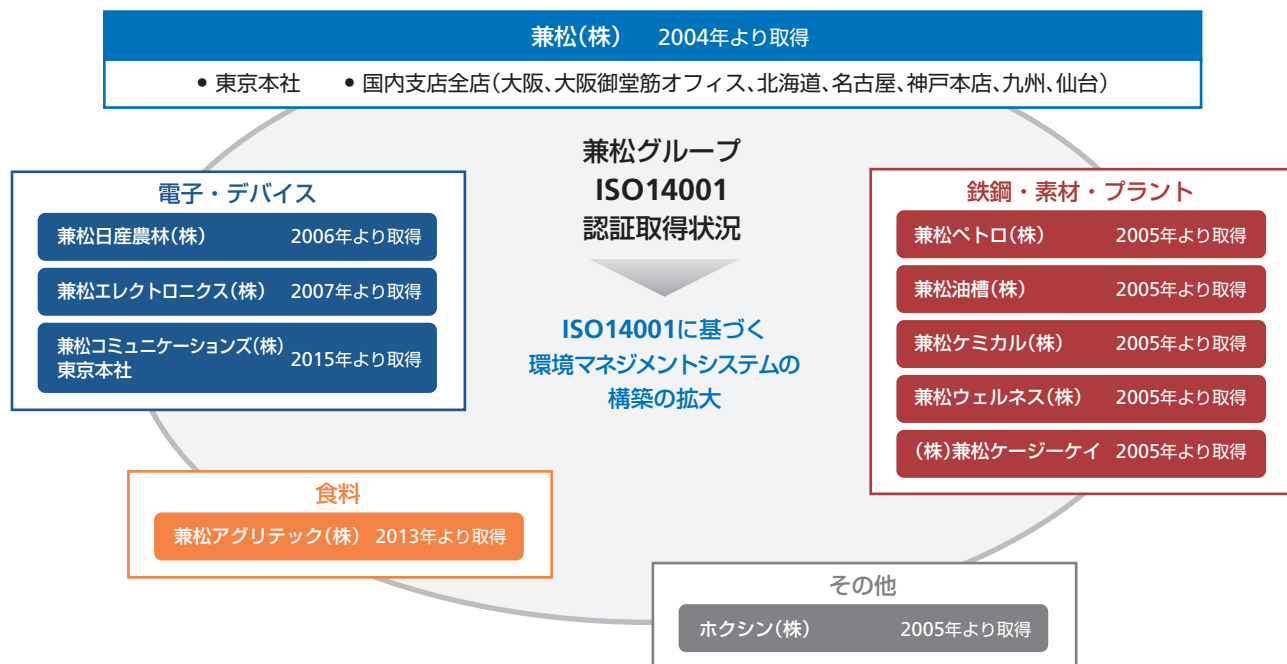 兼松(株) 2004年より取得
• 東京本社 • 国内支店全店(大阪、大阪御堂筋オフィス、北海道、名古屋、神戸本店、九州、仙台)
兼松グループ
ISO14001
認証取得状況
ISO14001に基づく
環境マネジメントシステムの
構築の拡大
電子・デバイス
兼松日産農林(株) 2006年より取得
兼松エレクトロニクス(株) 2007年より取得
兼松コミュニケーションズ(株)
東京本社 2015年より取得
鉄鋼・素材・プラント
兼松ペトロ(株) 2005年より取得
兼松油槽(株) 2005年より取得
兼松ケミカル(株) 2005年より取得
兼松ウェルネス(株) 2005年より取得
(株)兼松ケージーケイ 2005年より取得
食料
兼松アグリテック(株) 2013年より取得
その他
ホクシン(株) 2005年より取得